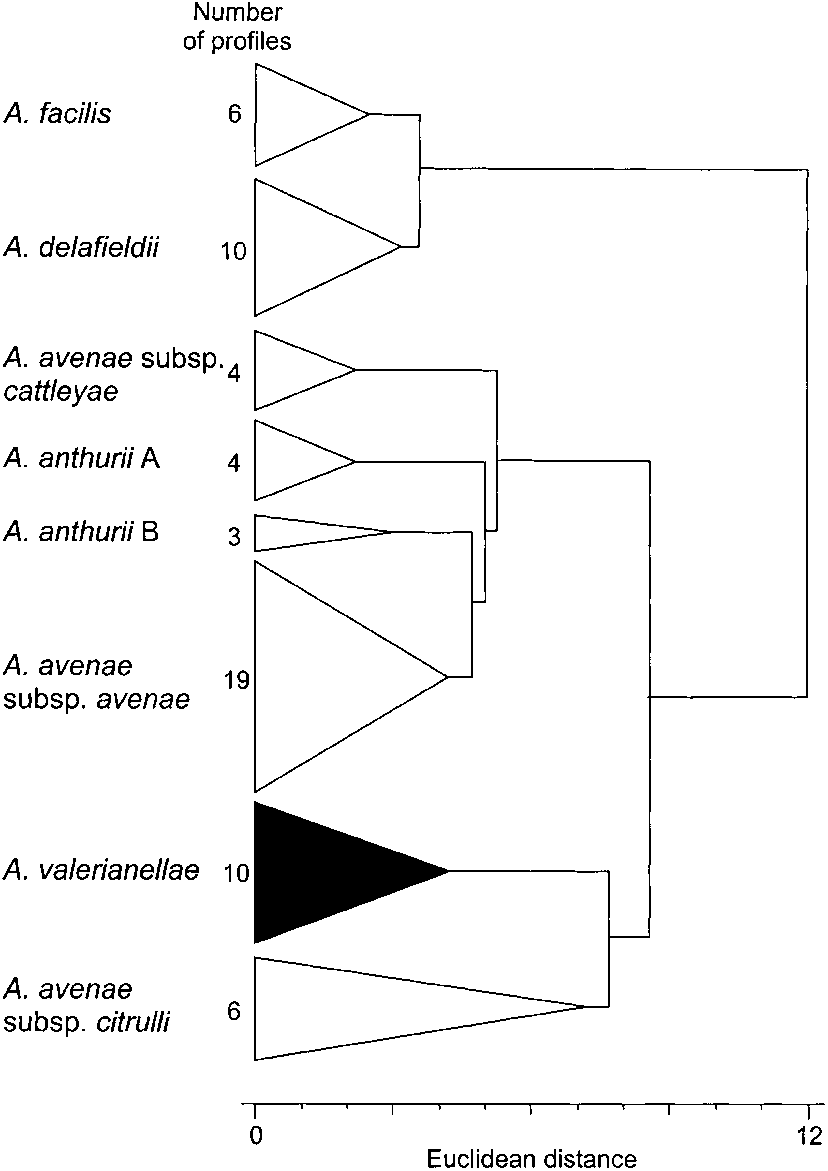 Number
of profiles
A. facilis 6
A. delafieldii 10
A. avenae subsp. 4
cattleyae
A. anthurii A 4
A. anthurii B 3
A. avenae
subsp. avenae 19
A. valerianellae 10
A. avenae
subsp. citrulli 6
0 12
Euclidean distance